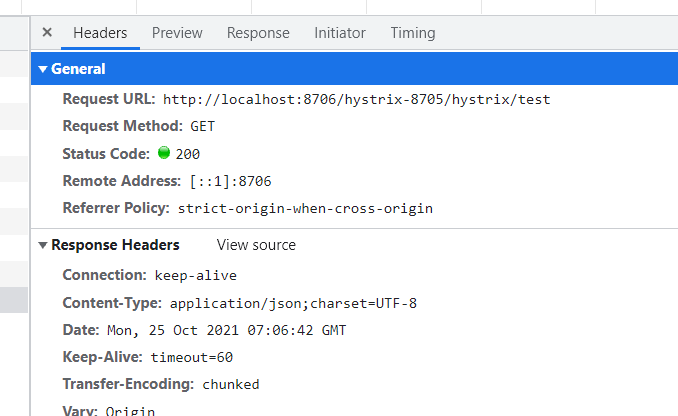 × Headers Preview Response Initiator Timing
▼ General
Request URL: http://localhost:8706/hystrix-8705/hystrix/test
Request Method: GET
Status Code: 200
Remote Address: [::1]:8706
Referrer Policy: strict-origin-when-cross-origin
▼ Response Headers View source
Connection: keep-alive
Content-Type: application/json;charset=UTF-8
Date: Mon, 25 Oct 2021 07:06:42 GMT
Keep-Alive: timeout=60
Transfer-Encoding: chunked
Vary: Origin